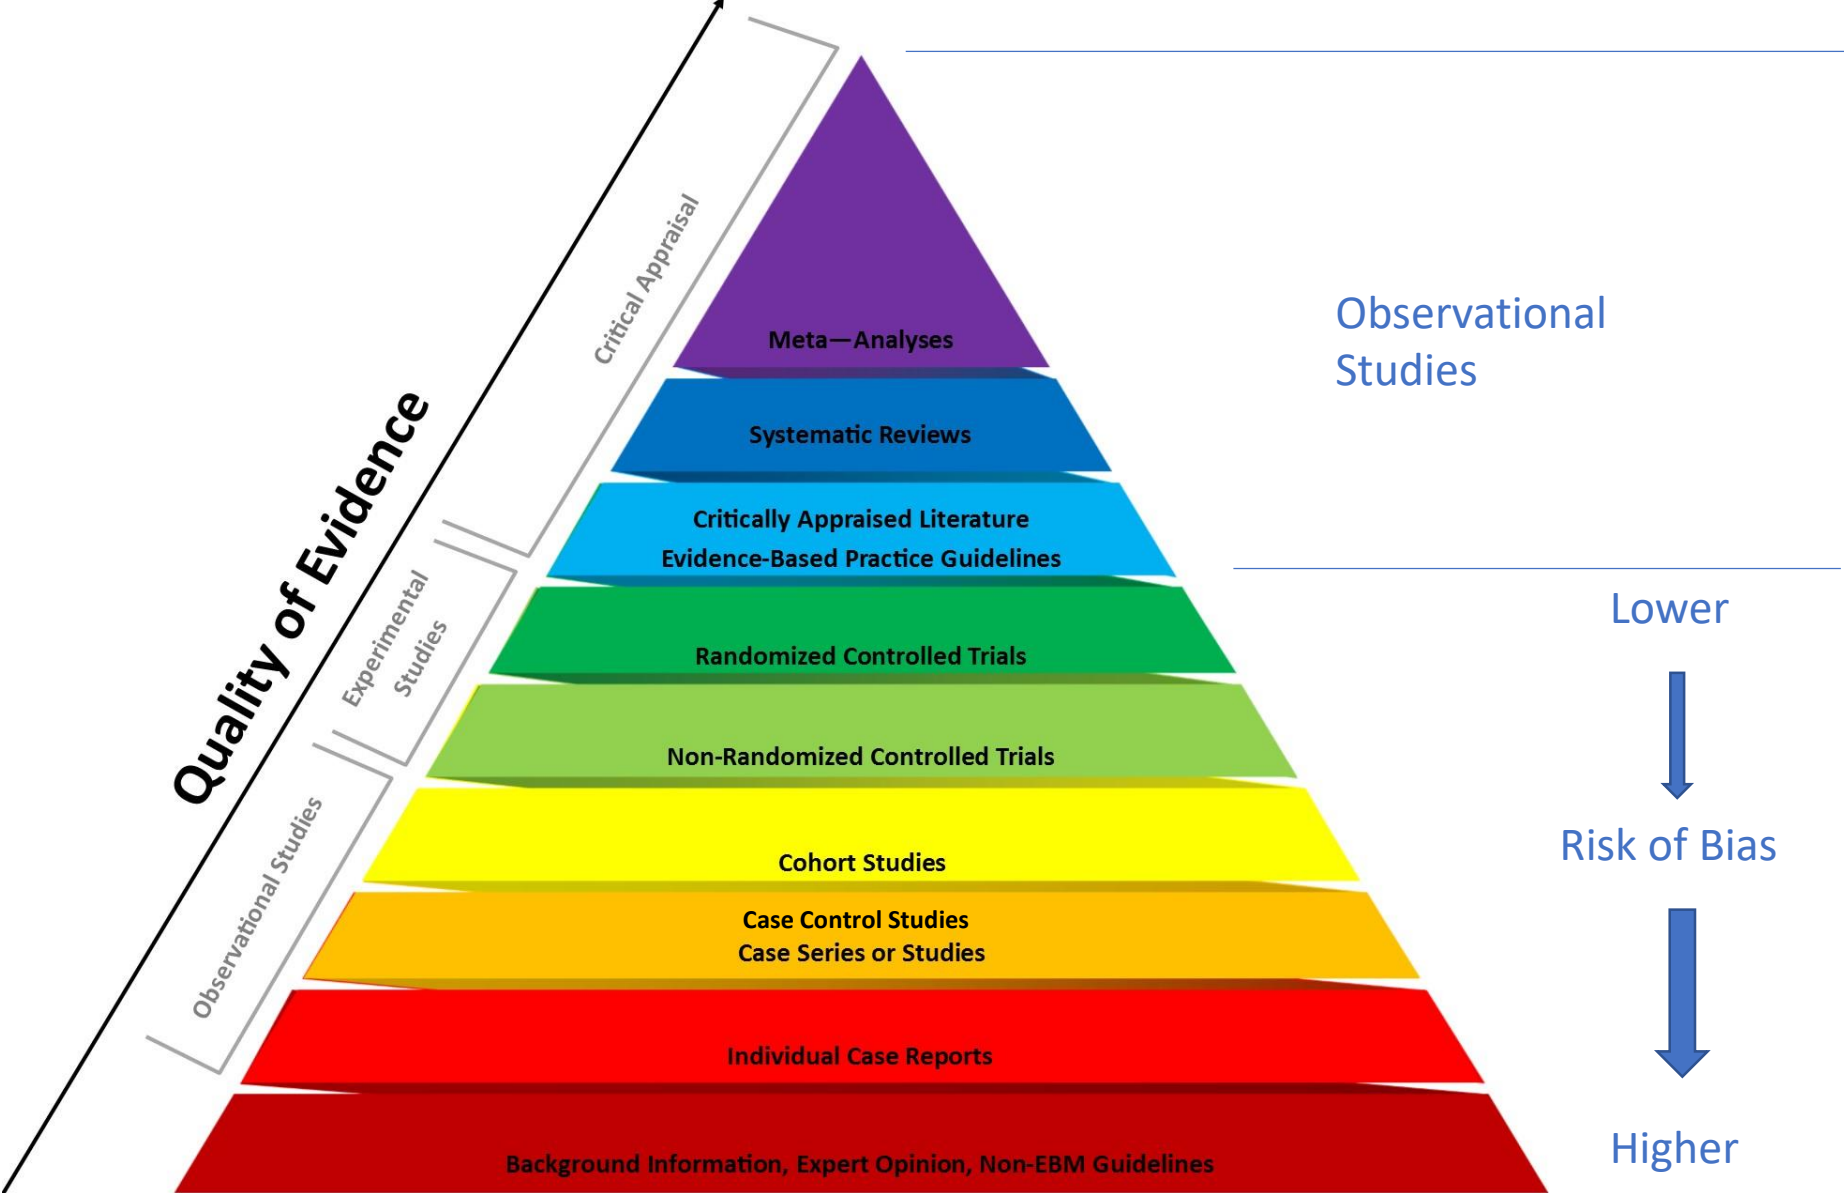 Quality of Evidence
Critical Appraisal
Experimental
Studies
Observational Studies
Meta—Analyses
Systematic Reviews
Critically Appraised Literature
Evidence-Based Practice Guidelines
Randomized Controlled Trials
Non-Randomized Controlled Trials
Cohort Studies
Case Control Studies
Case Series or Studies
Individual Case Reports
Background Information, Expert Opinion, Non-EBM Guidelines
Observational
Studies
Lower
Risk of Bias
Higher